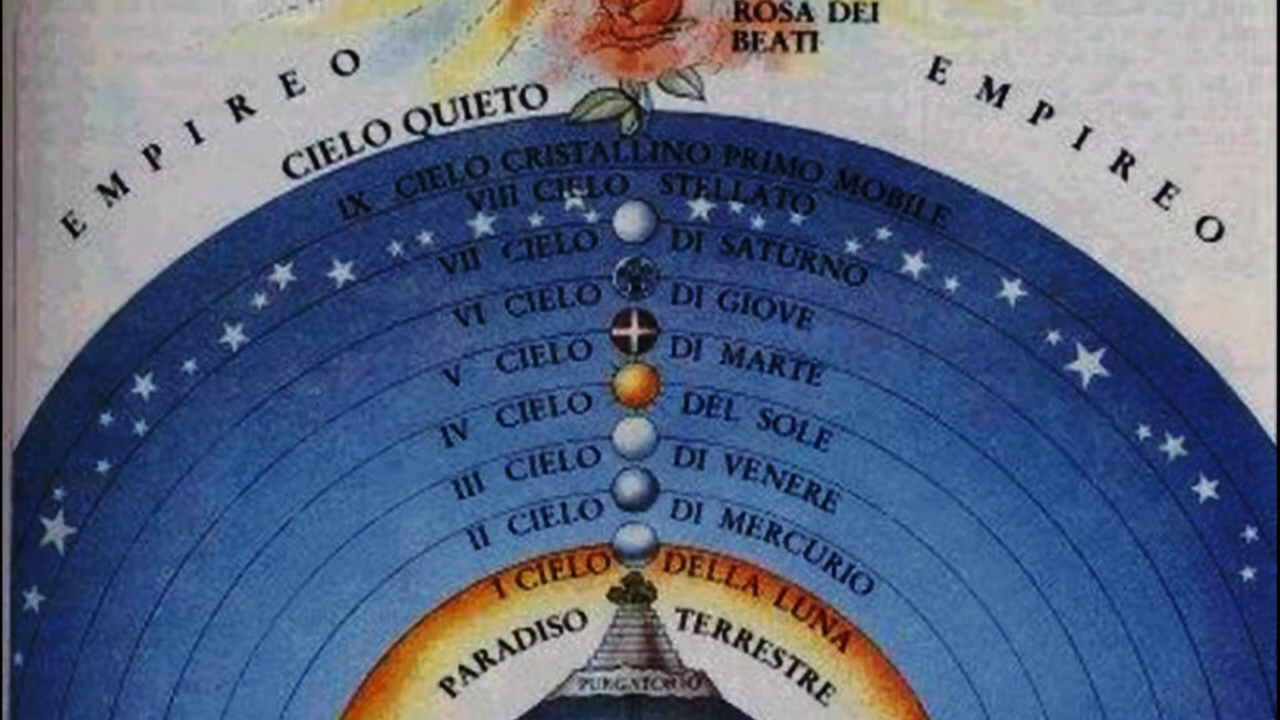 ROSA DEI
BEATI
EMPIREO
EMPIREO
CIELO QUIETO
IX CIELO CRISTALLINO PRIMO MOBILE
VIII CIELO STELLATO
VII CIELO DI SATURNO
VI CIELO DI GIOVE
V CIELO DI MARTE
IV CIELO DEL SOLE
III CIELO DI VENERE
II CIELO DI MERCURIO
I CIELO DELLA LUNA
PARADISO TERRESTRE
PURGATORIO